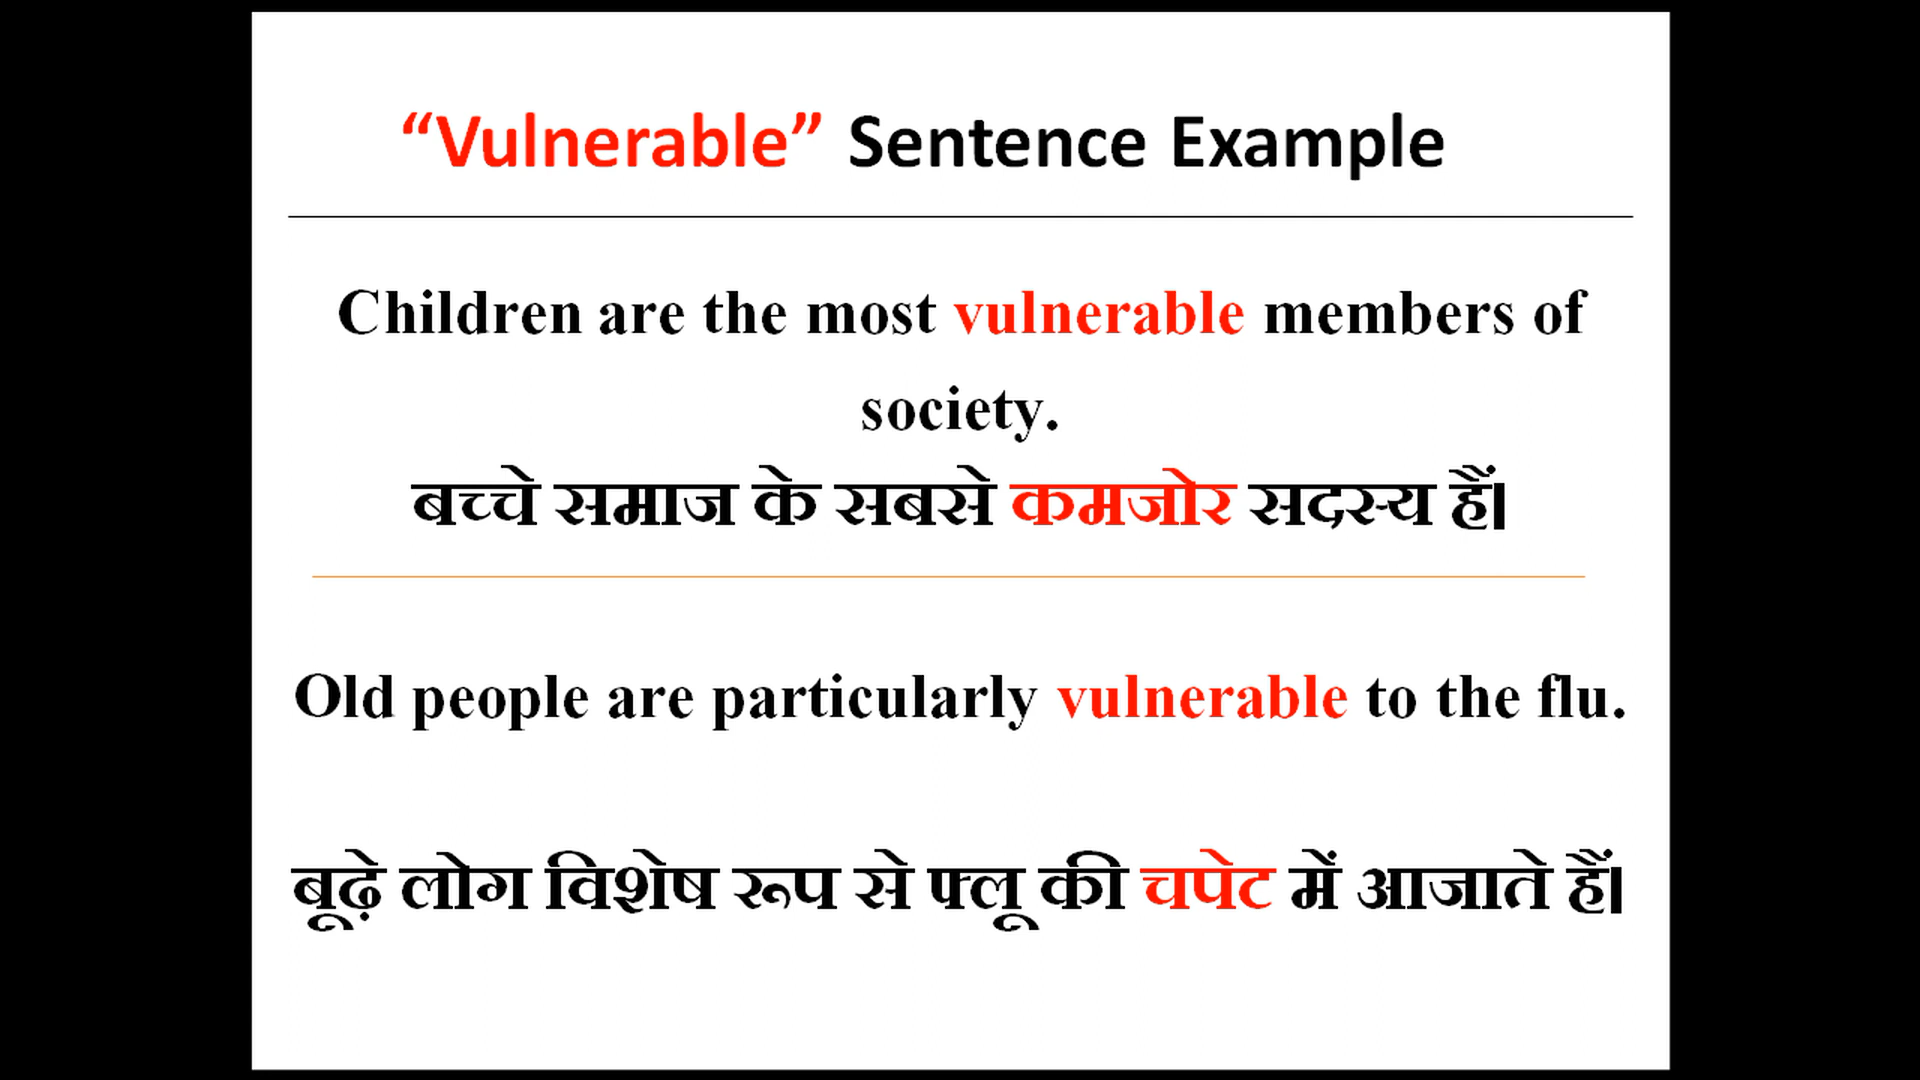 “Vulnerable” Sentence Example
Children are the most vulnerable members of
society.
बच्चे समाज के सबसे कमजोर सदस्य हैं।
Old people are particularly vulnerable to the flu.
बूढ़े लोग विशेष रूप से फ्लू की चपेट में आजाते हैं।